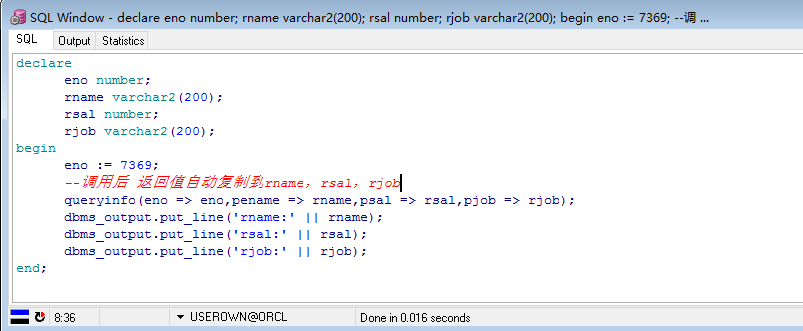 SQL Window - declare eno number; rname varchar2(200); rsal number; rjob varchar2(200); begin eno := 7369; --调 ...
SQL Output Statistics
declare
eno number;
rname varchar2(200);
rsal number;
rjob varchar2(200);
begin
eno := 7369;
--调用后 返回值自动复制到rname，rsal，rjob
queryinfo(eno => eno,pename => rname,psal => rsal,pjob => rjob);
dbms_output.put_line('rname:' || rname);
dbms_output.put_line('rsal:' || rsal);
dbms_output.put_line('rjob:' || rjob);
end;
8:36 USEROWN@ORCL Done in 0.016 seconds